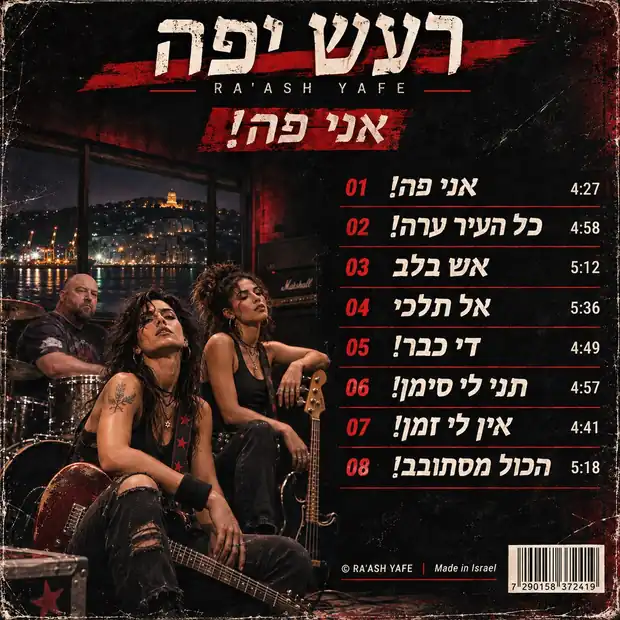 רעש יפה
RA'ASH YAFE
אני פה!
01 אני פה! 4:27
02 כל העיר ערה! 4:58
03 אש בלב 5:12
04 אל תלכי 5:36
05 די כבר! 4:49
06 תני לי סימן! 4:57
07 אין לי זמן! 4:41
08 הכול מסתובב! 5:18
Marshall
© RA'ASH YAFE | Made in Israel
7 290158 372419